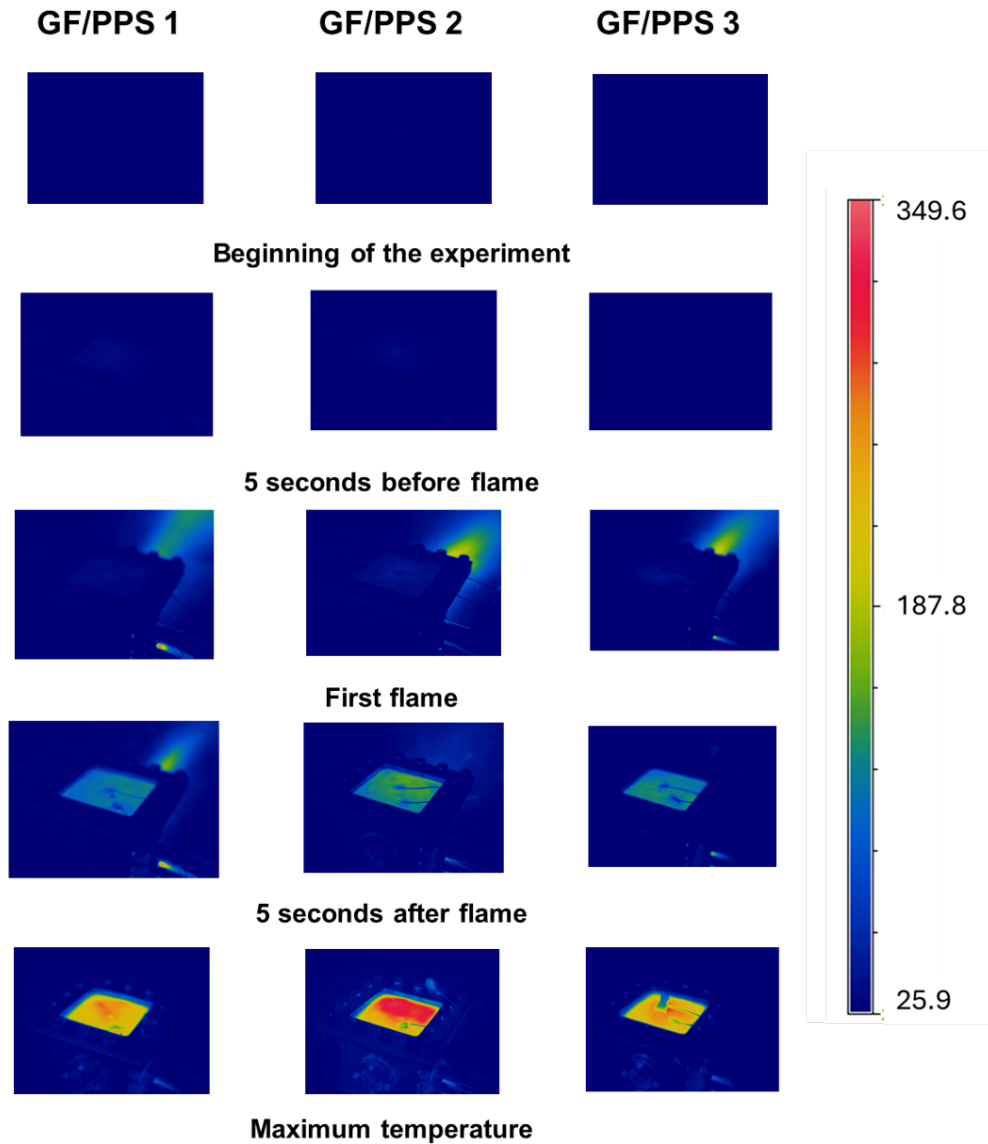 GF/PPS 1 GF/PPS 2 GF/PPS 3
Beginning of the experiment
5 seconds before flame
First flame
5 seconds after flame
Maximum temperature
349.6
187.8
25.9